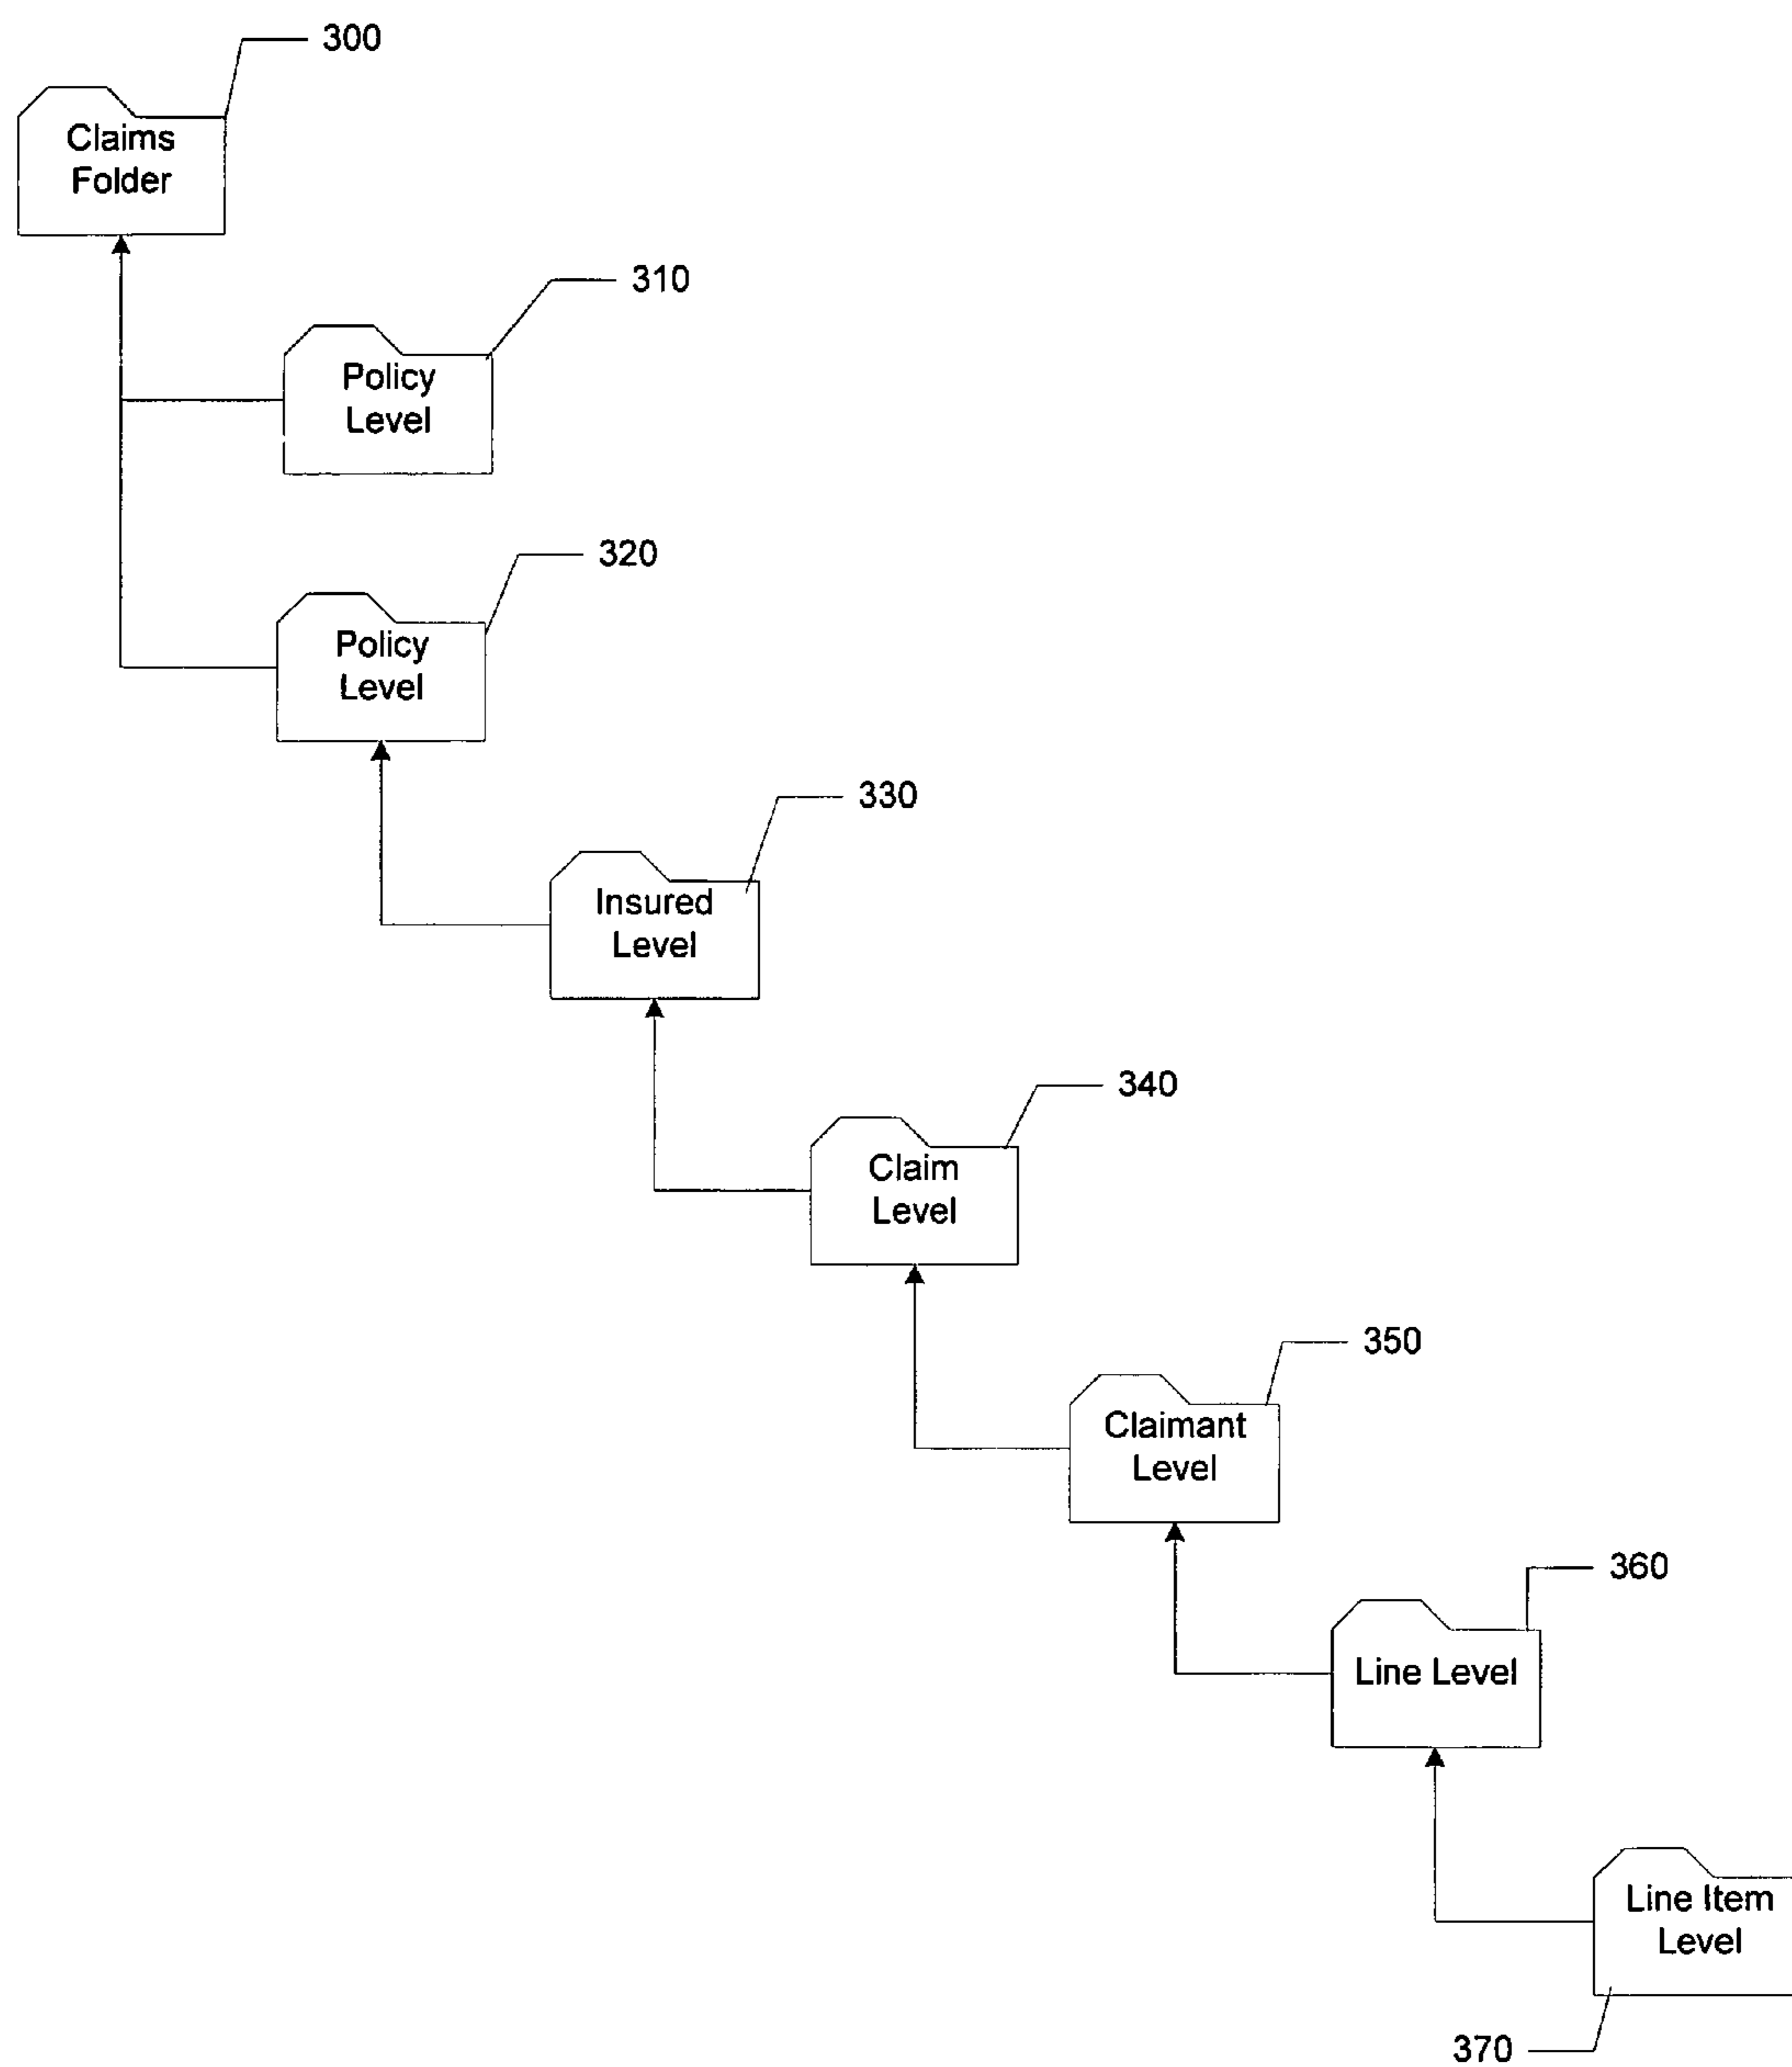 300
Claims
Folder
310
Policy
Level
320
Policy
Level
330
Insured
Level
340
Claim
Level
350
Claimant
Level
360
Line Level
Line Item
Level
370